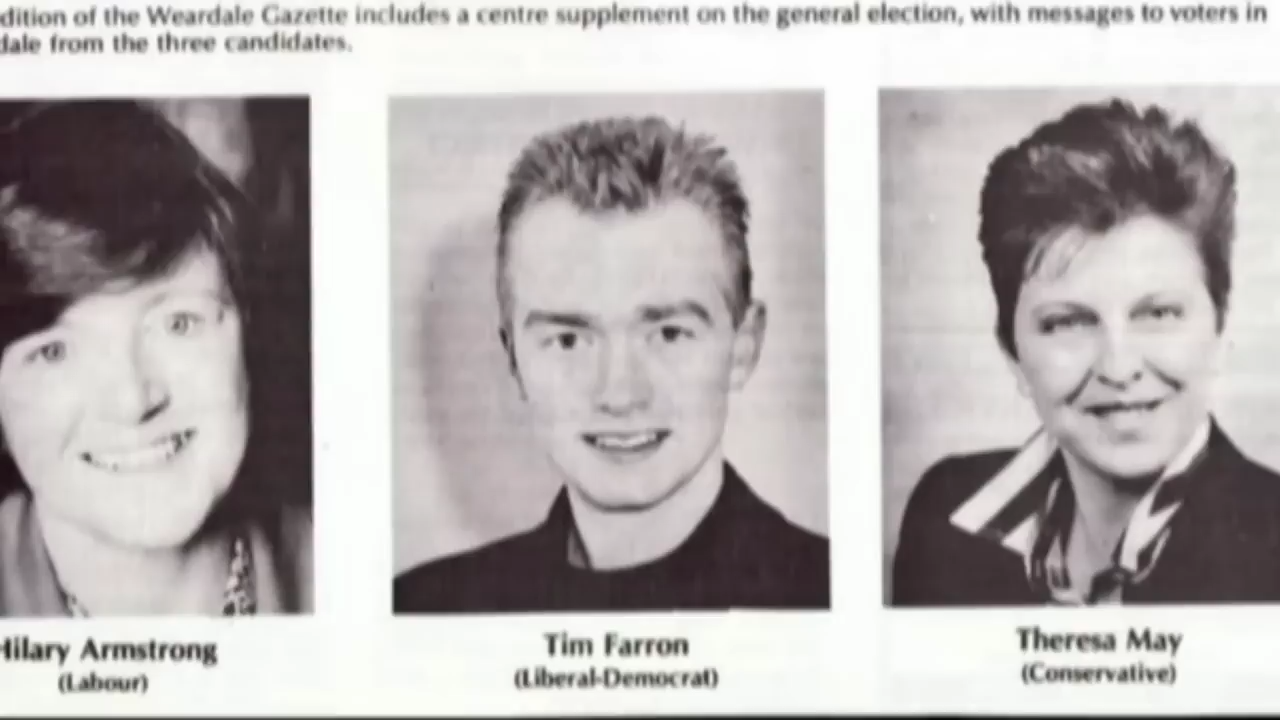 dition of the Weardale Gazette includes a centre supplement on the general election, with messages to voters in
dale from the three candidates.
Hilary Armstrong
(Labour)
Tim Farron
(Liberal-Democrat)
Theresa May
(Conservative)